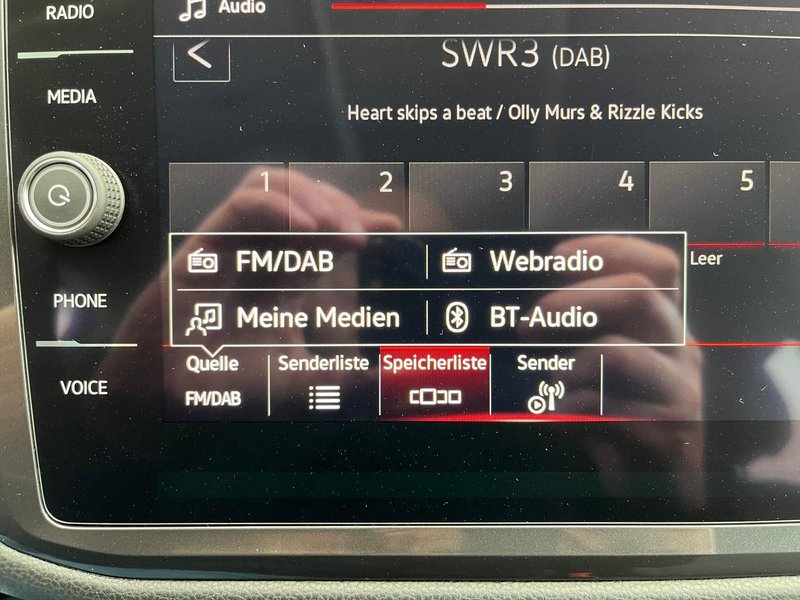 RADIO
Audio
SWR3 (DAB)
MEDIA
Heart skips a beat / Olly Murs & Rizzle Kicks
1 2 3 4 5
FM/DAB Webradio
Leer
PHONE
Meine Medien BT-Audio
Quelle Senderliste Speicherliste Sender
VOICE
FM/DAB